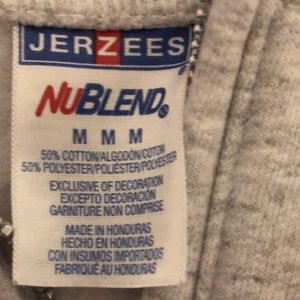 JERZEES
NUBLEND®
M M M
50% COTTON/ALGODÓN/COTON
50% POLYESTER/POLIÉSTER/POLYESTER
EXCLUSIVE OF DECORATION
EXCEPTO DECORACIÓN
GARNITURE NON COMPRISE
MADE IN HONDURAS
HECHO EN HONDURAS
CON INSUMOS IMPORTADOS
FABRIQUÉ AU HONDURAS